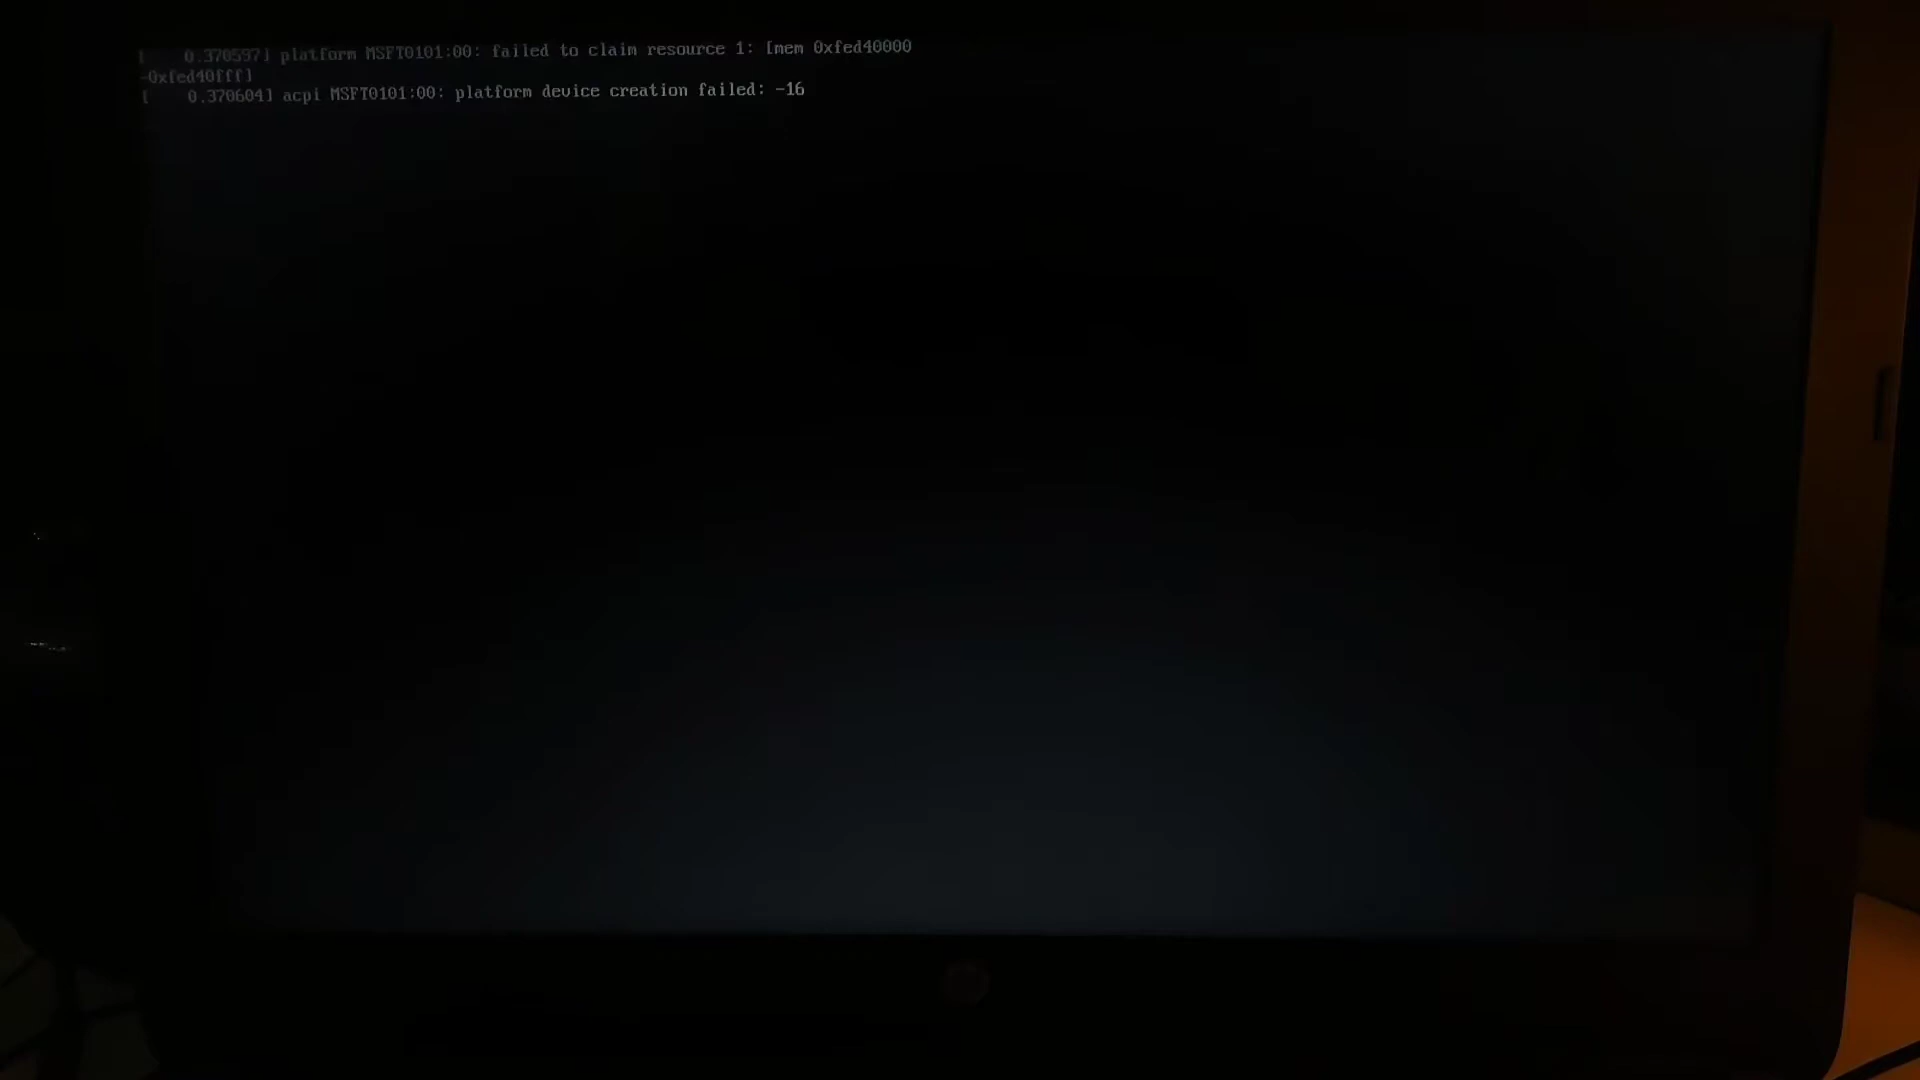 [    0.370597] platform MSFT0101:00: failed to claim resource 1: [mem 0xfed40000
-0xfed40fff]
[    0.370604] acpi MSFT0101:00: platform device creation failed: -16